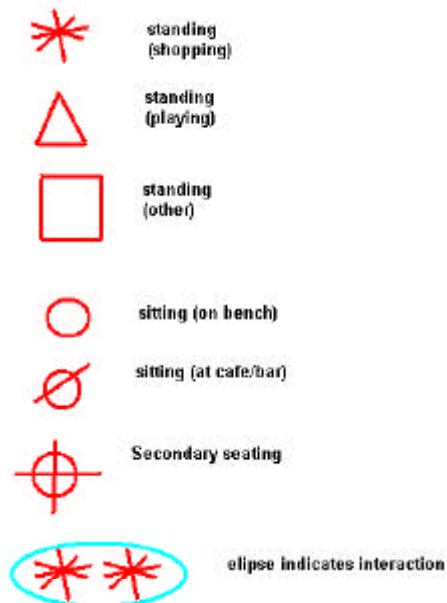 standing
(shopping)
standing
(playing)
standing
(other)
sitting (on bench)
sitting (at cafe/bar)
Secondary seating
elipse indicates interaction